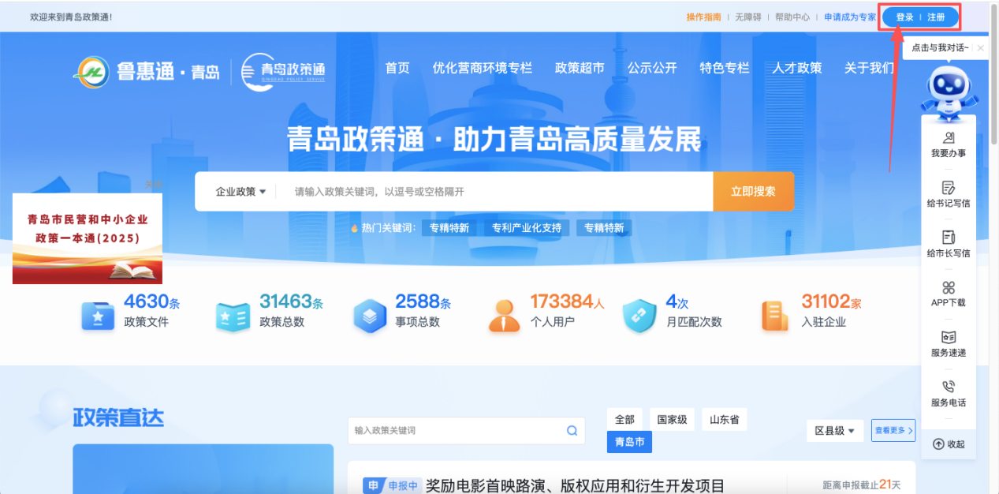 欢迎来到青岛政策通!
操作指南 | 无障碍 | 帮助中心 | 申请成为专家 登录 | 注册
点击与我对话~
鲁惠通·青岛 青岛政策通
QINGDAO POLICY SERVICE
首页 优化营商环境专栏 政策超市 公示公开 特色专栏 人才政策 关于我们
青岛政策通·助力青岛高质量发展
企业政策 请输入政策关键词，以逗号或空格隔开 立即搜索
热门关键词: 专精特新 专利产业化支持 专精特新
关闭
青岛市民营和中小企业
政策一本通(2025)
我要办事
给书记写信
给市长写信
APP下载
服务速递
服务电话
收起
4630条 31463条 2588条 173384人 4次 31102家
政策文件 政策总数 事项总数 个人用户 月匹配次数 入驻企业
政策直达
输入政策关键词
全部 国家级 山东省
青岛市
区县级 查看更多
申 申报中 奖励电影首映路演、版权应用和衍生开发项目 距离申报截止21天